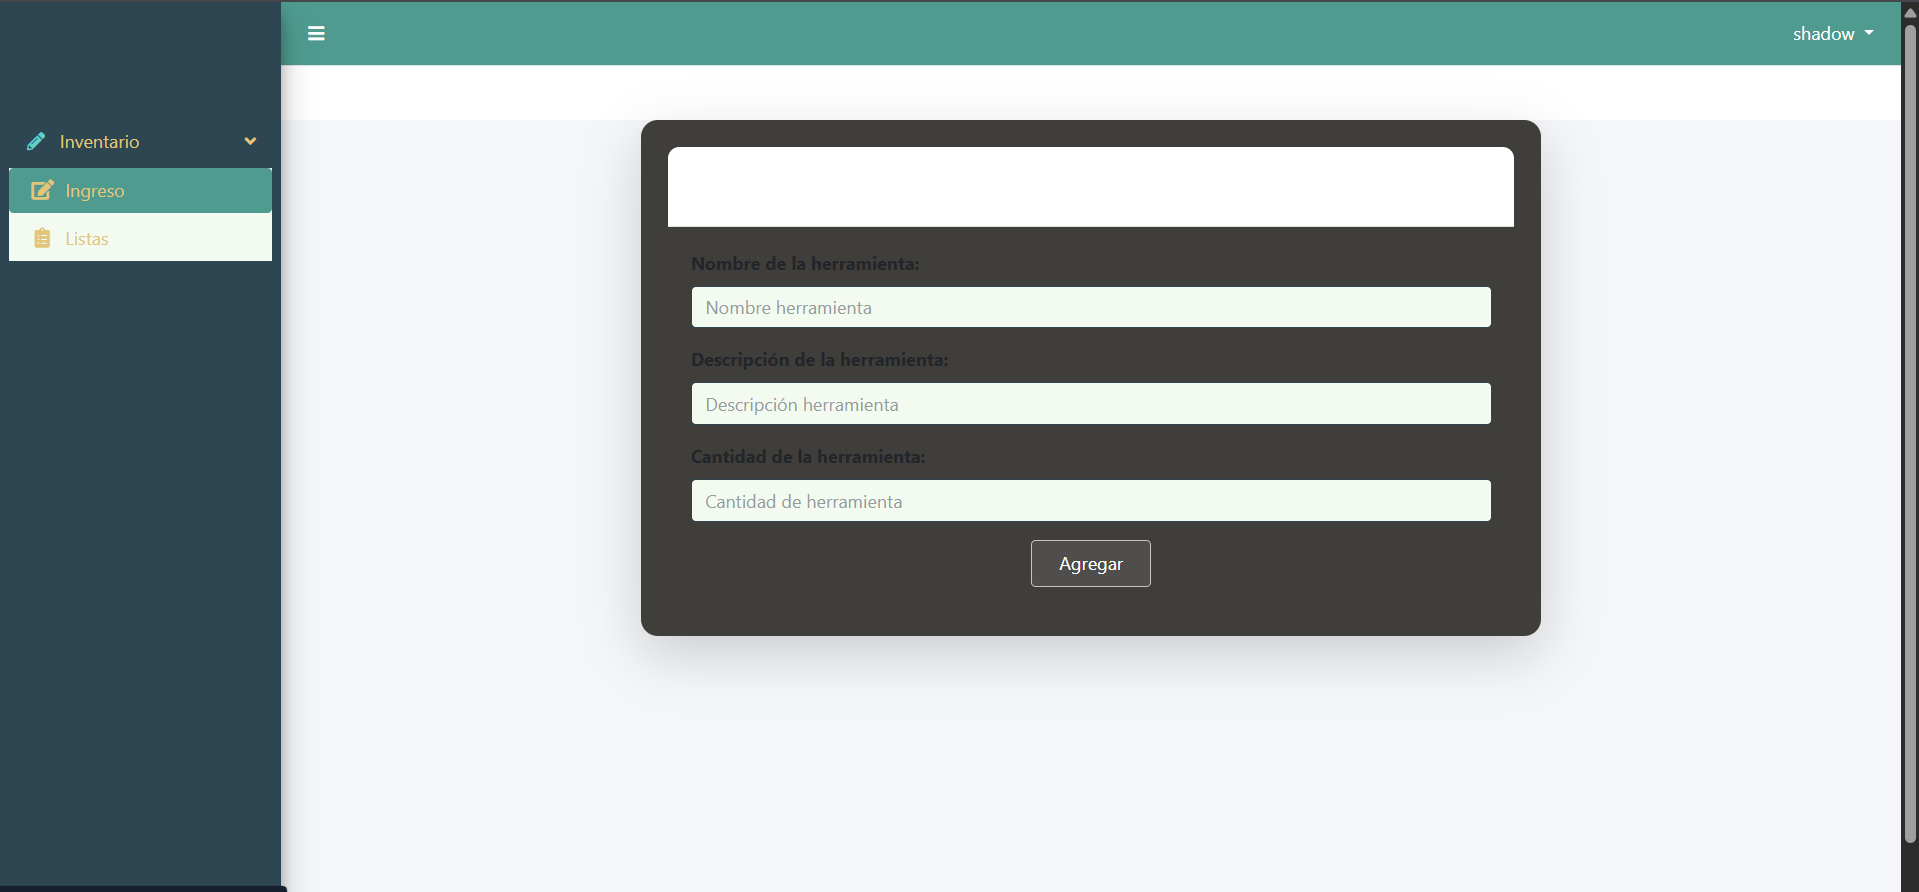 shadow
Inventario
Ingreso
Listas
Nombre de la herramienta:
Nombre herramienta
Descripción de la herramienta:
Descripción herramienta
Cantidad de la herramienta:
Cantidad de herramienta
Agregar